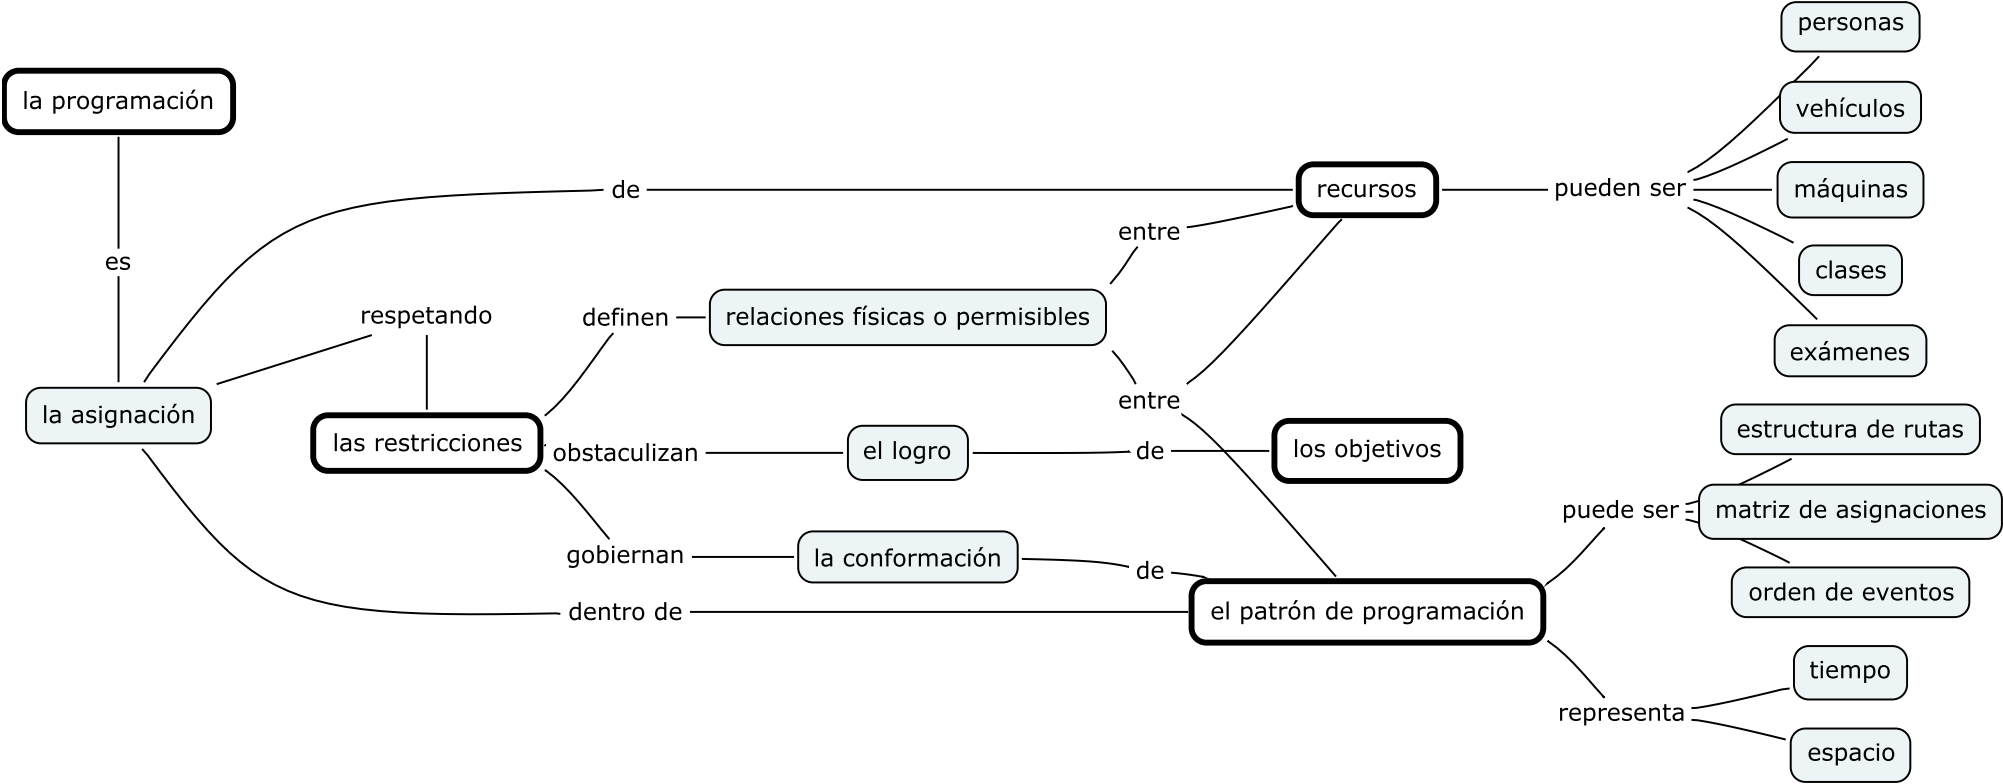 personas
la programación
vehículos
de
recursos
pueden ser
máquinas
entre
es
clases
respetando
definen
relaciones físicas o permisibles
exámenes
la asignación
entre
estructura de rutas
las restricciones
obstaculizan
el logro
de
los objetivos
puede ser
matriz de asignaciones
gobiernan
la conformación
de
orden de eventos
dentro de
el patrón de programación
tiempo
representa
espacio